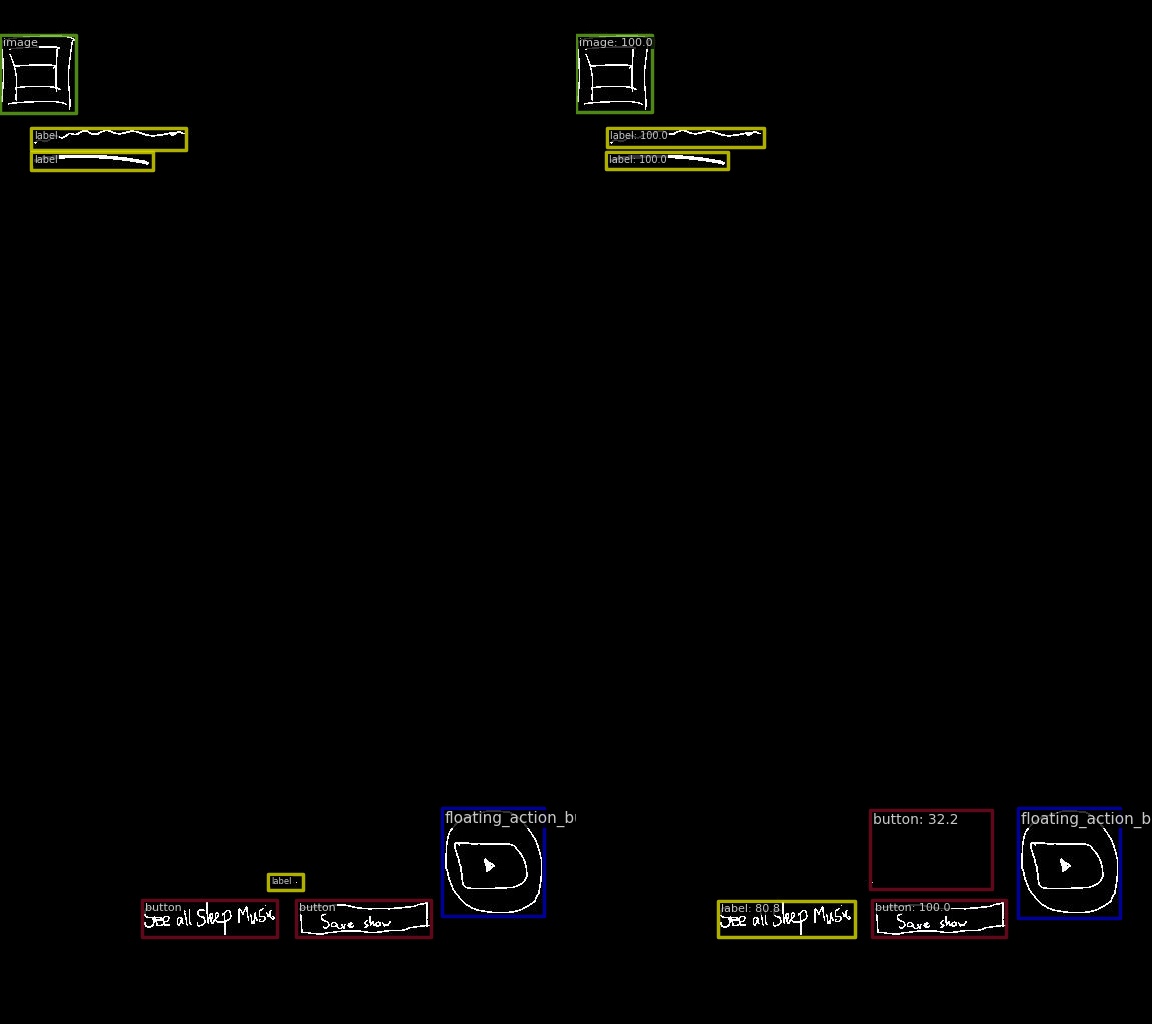 image
image: 100.0
label
label: 100.0
label
label: 100.0
floating_action_bu
button: 32.2
floating_action_b
label
button
button
label: 80.8
button: 100.0
See all Sleep Music
Save show
See all Sleep Music
Save show